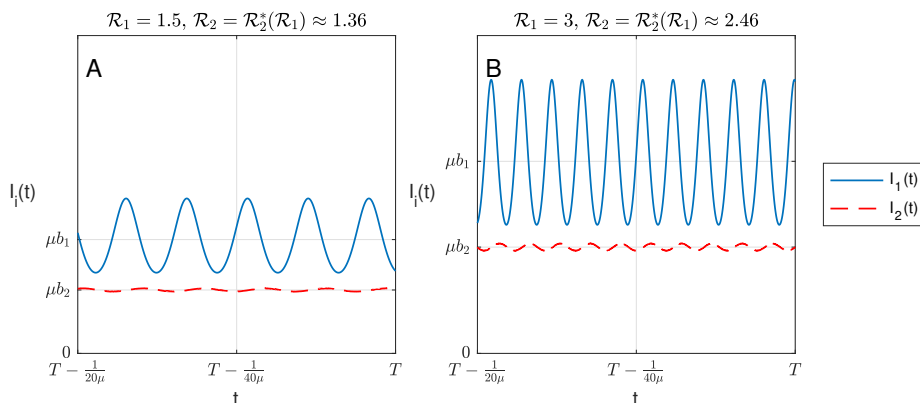 R₁ = 1.5, R₂ = R₂*(R₁) ≈ 1.36
A
I_i(t)
μb₁
μb₂
0
T − 1/(20μ)
T − 1/(40μ)
T
t
R₁ = 3, R₂ = R₂*(R₁) ≈ 2.46
B
I_i(t)
μb₁
μb₂
0
T − 1/(20μ)
T − 1/(40μ)
T
t
I₁(t)
I₂(t)